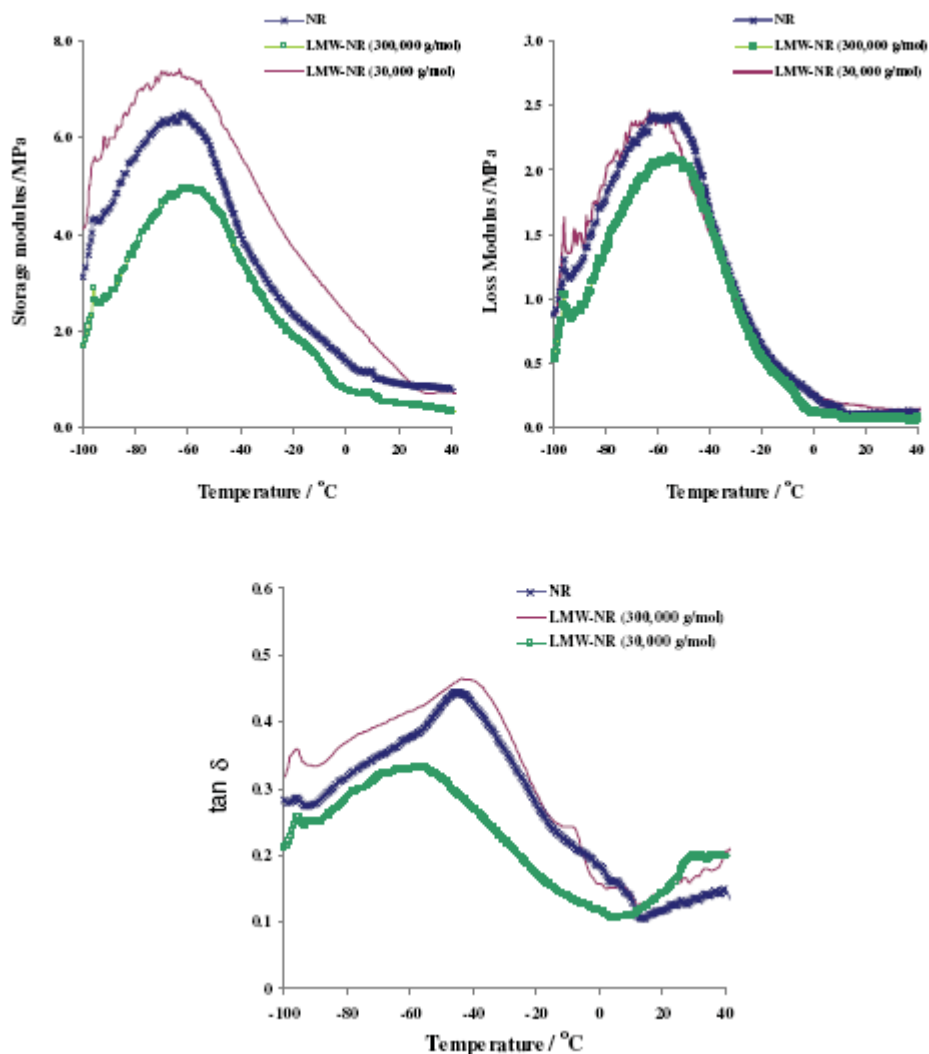 NR
LMW-NR (300,000 g/mol)
LMW-NR (30,000 g/mol)
8.0
6.0
4.0
2.0
0.0
-100 -80 -60 -40 -20 0 20 40
Storage modulus /MPa
Temperature / °C
NR
LMW-NR (300,000 g/mol)
LMW-NR (30,000 g/mol)
3.0
2.5
2.0
1.5
1.0
0.5
0.0
-100 -80 -60 -40 -20 0 20 40
Loss Modulus /MPa
Temperature / °C
NR
LMW-NR (300,000 g/mol)
LMW-NR (30,000 g/mol)
0.6
0.5
0.4
0.3
0.2
0.1
0
-100 -80 -60 -40 -20 0 20 40
tan δ
Temperature / °C